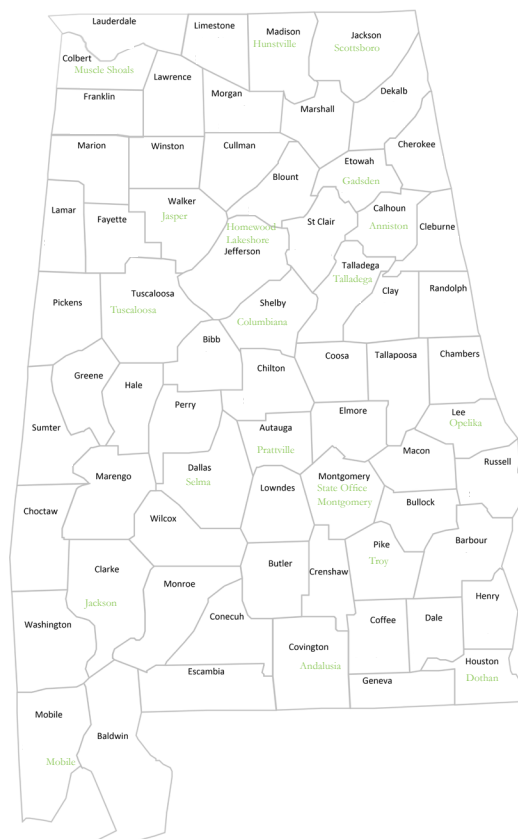 Lauderdale
Limestone
Madison
Hunstville
Jackson
Scottsboro
Colbert
Muscle Shoals
Lawrence
Franklin
Morgan
Marshall
Dekalb
Cherokee
Marion
Winston
Cullman
Etowah
Gadsden
Blount
Walker
Jasper
Lamar
Fayette
Homewood
Lakeshore
Jefferson
St Clair
Calhoun
Anniston
Cleburne
Talladega
Talladega
Clay
Randolph
Pickens
Tuscaloosa
Tuscaloosa
Shelby
Columbiana
Bibb
Coosa
Tallapoosa
Chambers
Chilton
Greene
Hale
Perry
Sumter
Autauga
Prattville
Elmore
Lee
Opelika
Macon
Russell
Marengo
Dallas
Selma
Lowndes
Montgomery
State Office
Montgomery
Bullock
Choctaw
Wilcox
Pike
Troy
Barbour
Clarke
Jackson
Monroe
Butler
Crenshaw
Henry
Washington
Conecuh
Covington
Andalusia
Coffee
Dale
Houston
Dothan
Escambia
Geneva
Mobile
Mobile
Baldwin